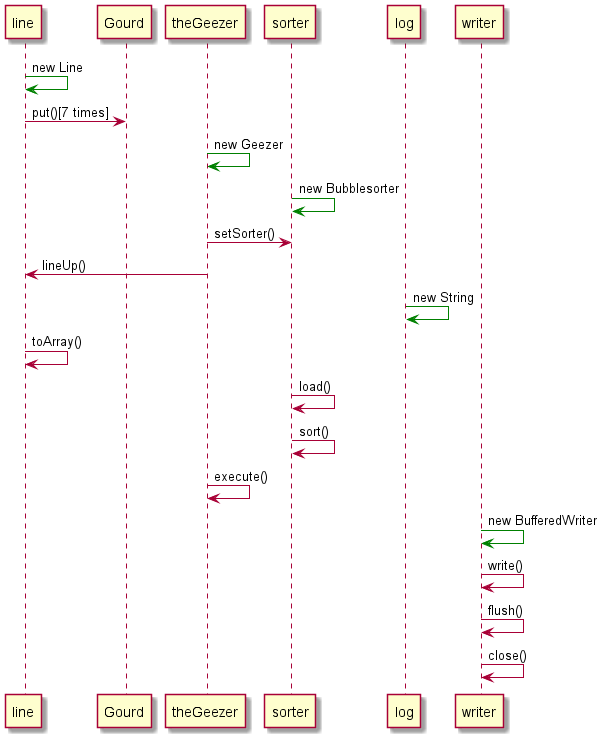 line Gourd theGeezer sorter log writer
new Line
put()[7 times]
new Geezer
new Bubblesorter
setSorter()
lineUp()
new String
toArray()
load()
sort()
execute()
new BufferedWriter
write()
flush()
close()
line Gourd theGeezer sorter log writer